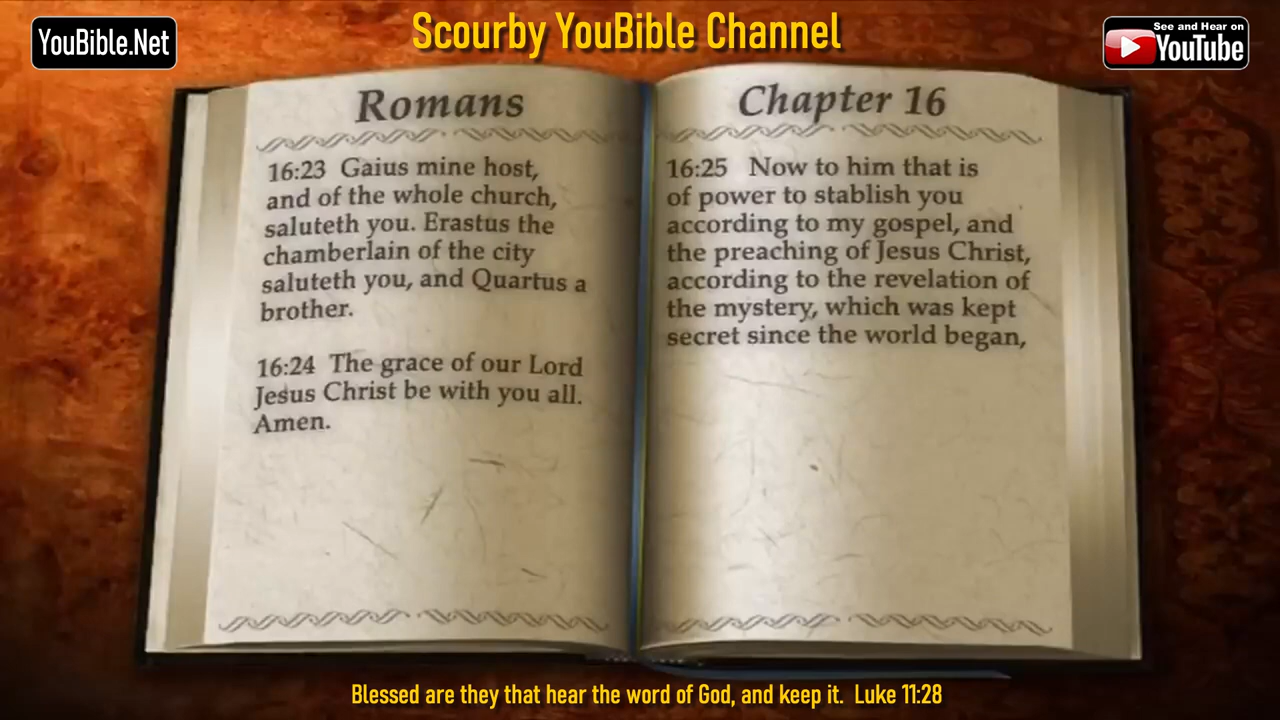 YouBible.Net
Scourby YouBible Channel
See and Hear on
YouTube
Romans
16:23 Gaius mine host,
and of the whole church,
saluteth you. Erastus the
chamberlain of the city
saluteth you, and Quartus a
brother.
16:24 The grace of our Lord
Jesus Christ be with you all.
Amen.
Chapter 16
16:25 Now to him that is
of power to stablish you
according to my gospel, and
the preaching of Jesus Christ,
according to the revelation of
the mystery, which was kept
secret since the world began,
Blessed are they that hear the word of God, and keep it. Luke 11:28